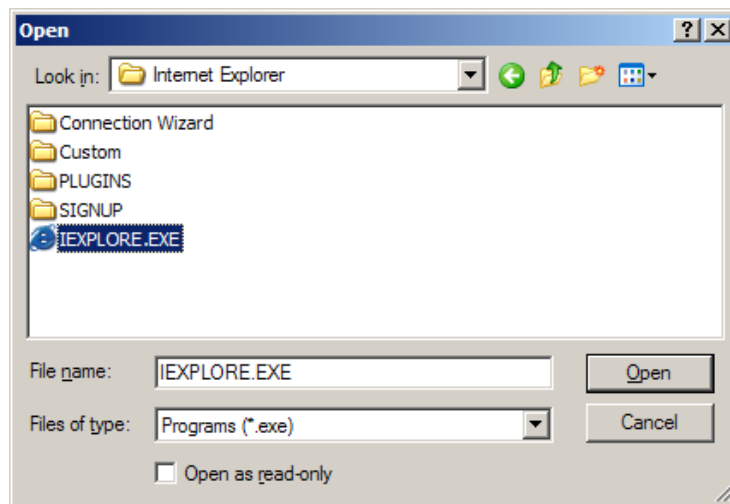 Open
Look in: Internet Explorer
Connection Wizard
Custom
PLUGINS
SIGNUP
IEXPLORE.EXE
File name: IEXPLORE.EXE Open
Files of type: Programs (*.exe) Cancel
Open as read-only